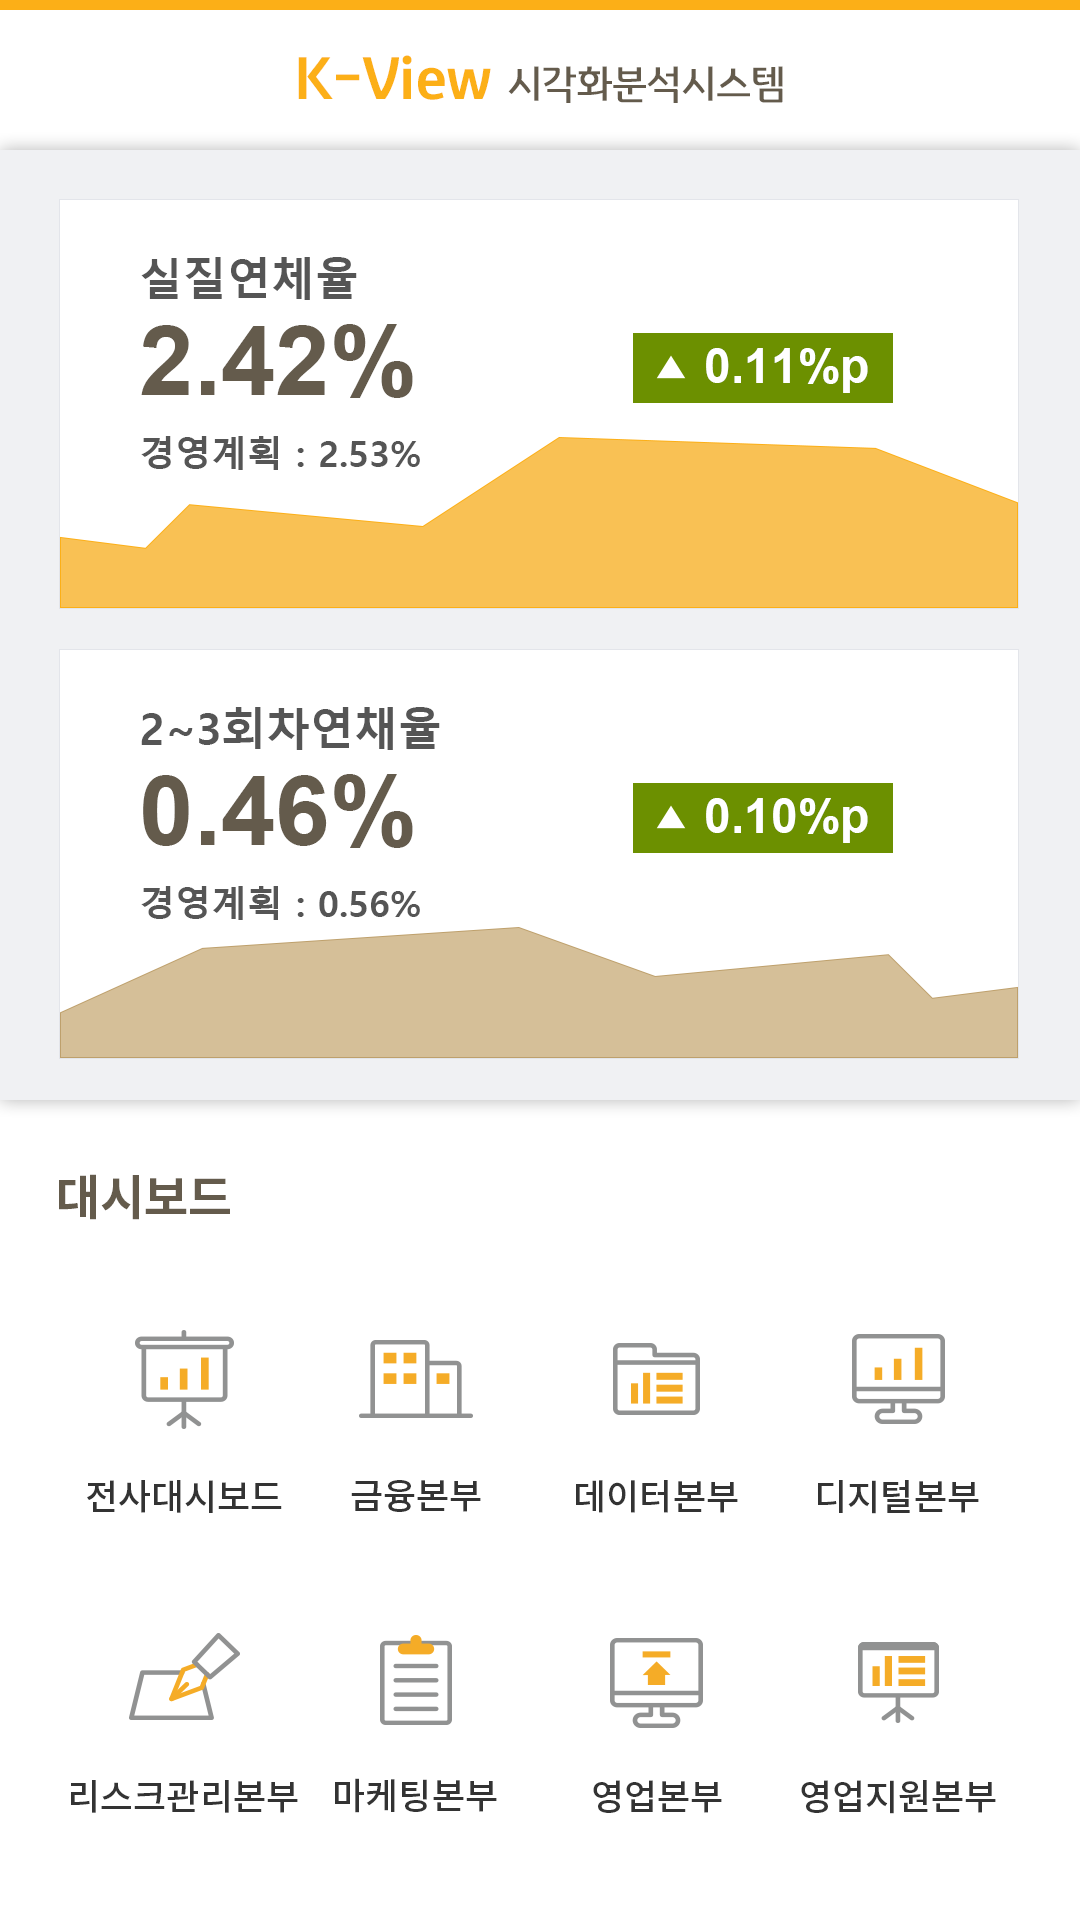 K-View 시각화분석시스템
실질연체율
2.42%
▲ 0.11%p
경영계획 : 2.53%
2~3회차연채율
0.46%
▲ 0.10%p
경영계획 : 0.56%
대시보드
전사대시보드 금융본부 데이터본부 디지털본부
리스크관리본부 마케팅본부 영업본부 영업지원본부